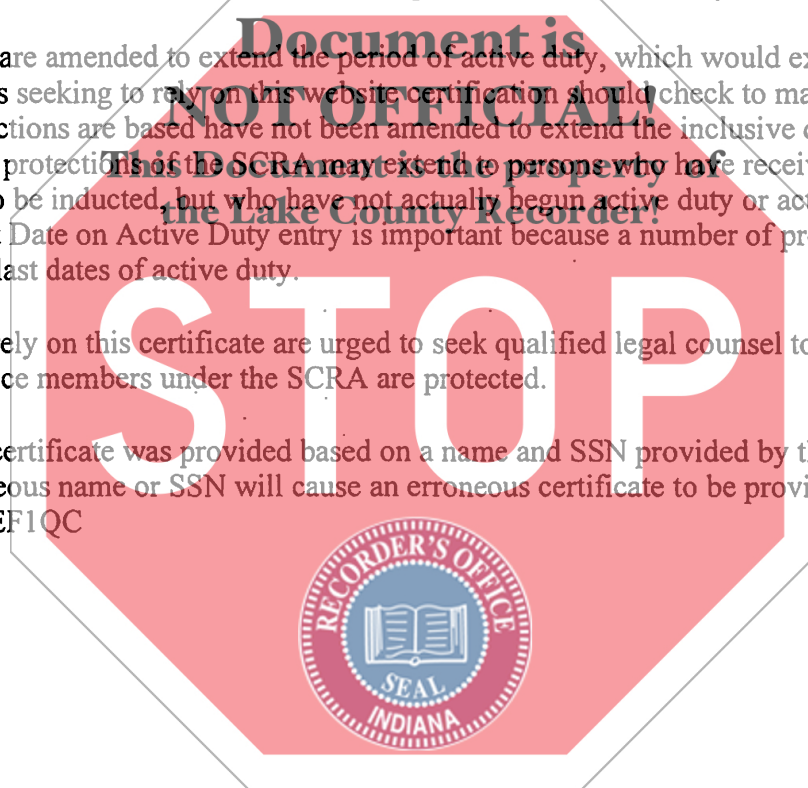 Document is
are amended to extend the period of active duty, which would ex
NOT OFFICIAL!
s seeking to rely on this website certification should check to ma
ctions are based have not been amended to extend the inclusive
This Document is the property of
protections of the SCRA may extend to persons who have recei
the Lake County Recorder!
be inducted, but who have not actually begun active duty or ac
Date on Active Duty entry is important because a number of pr
last dates of active duty.
STOP
ely on this certificate are urged to seek qualified legal counsel to
ce members under the SCRA are protected.
certificate was provided based on a name and SSN provided by t
eous name or SSN will cause an erroneous certificate to be provi
EF1QC
RECORDER'S OFFICE
SEAL
INDIANA